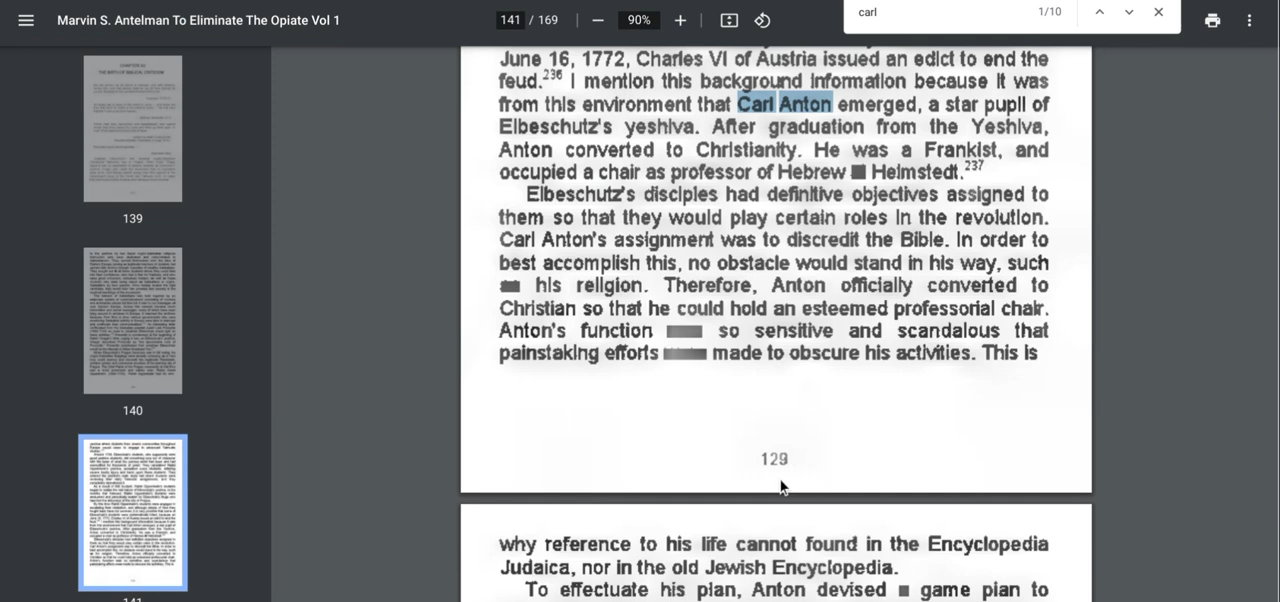 Marvin S. Antelman To Eliminate The Opiate Vol 1
141 / 169
90%
carl
1/10
139
140
141
June 16, 1772, Charles VI of Austria issued an edict to end the
feud.236 I mention this background information because it was
from this environment that Carl Anton emerged, a star pupil of
Elbeschutz's yeshiva. After graduation from the Yeshiva,
Anton converted to Christianity. He was a Frankist, and
occupied a chair as professor of Hebrew Helmstedt.237
Elbeschutz's disciples had definitive objectives assigned to
them so that they would play certain roles in the revolution.
Carl Anton's assignment was to discredit the Bible. In order to
best accomplish this, no obstacle would stand in his way, such
his religion. Therefore, Anton officially converted to
Christian so that he could hold an esteemed professorial chair.
Anton's function so sensitive and scandalous that
painstaking efforts made to obscure his activities. This is
129
why reference to his life cannot found in the Encyclopedia
Judaica, nor in the old Jewish Encyclopedia.
To effectuate his plan, Anton devised game plan to